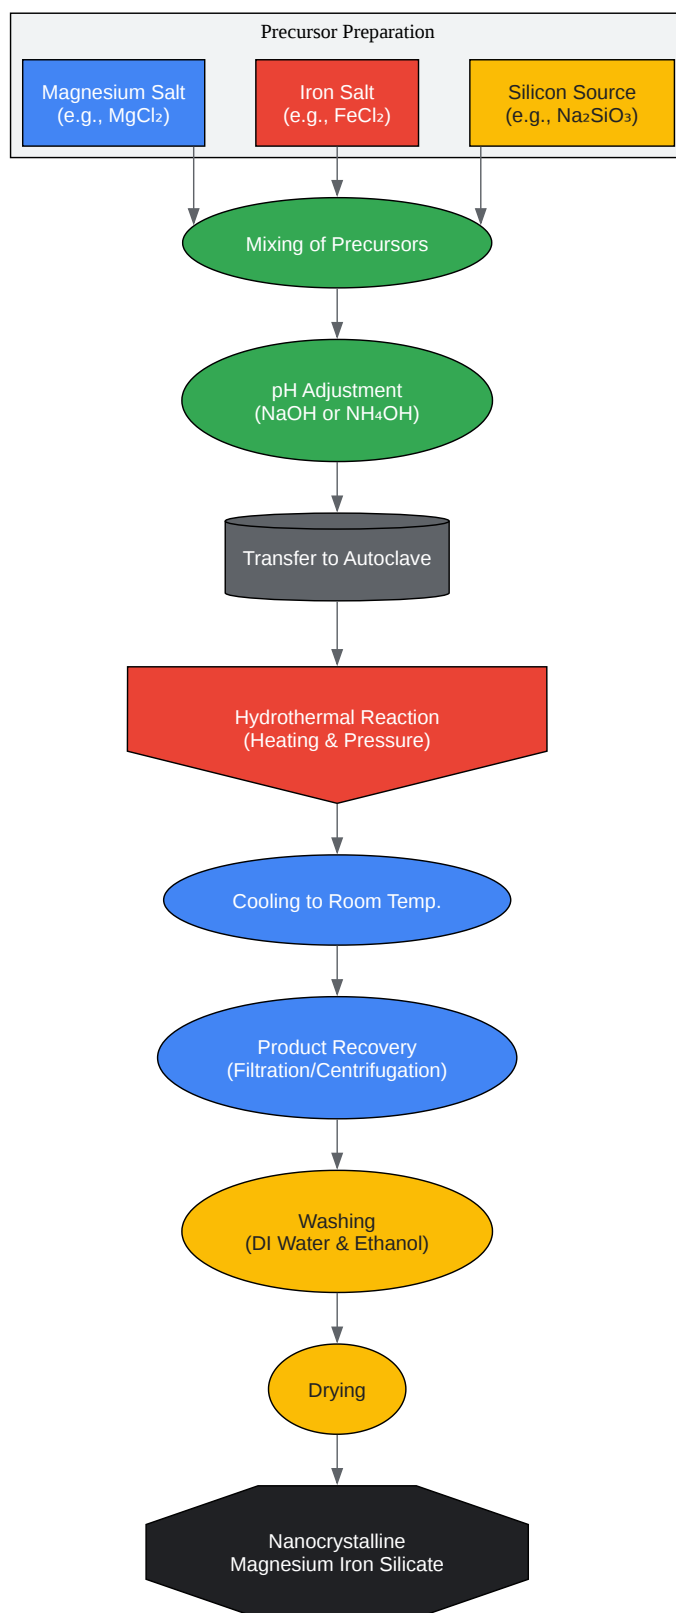 Precursor Preparation
Magnesium Salt
(e.g., MgCl₂)
Iron Salt
(e.g., FeCl₂)
Silicon Source
(e.g., Na₂SiO₃)
Mixing of Precursors
pH Adjustment
(NaOH or NH₄OH)
Transfer to Autoclave
Hydrothermal Reaction
(Heating & Pressure)
Cooling to Room Temp.
Product Recovery
(Filtration/Centrifugation)
Washing
(DI Water & Ethanol)
Drying
Nanocrystalline
Magnesium Iron Silicate